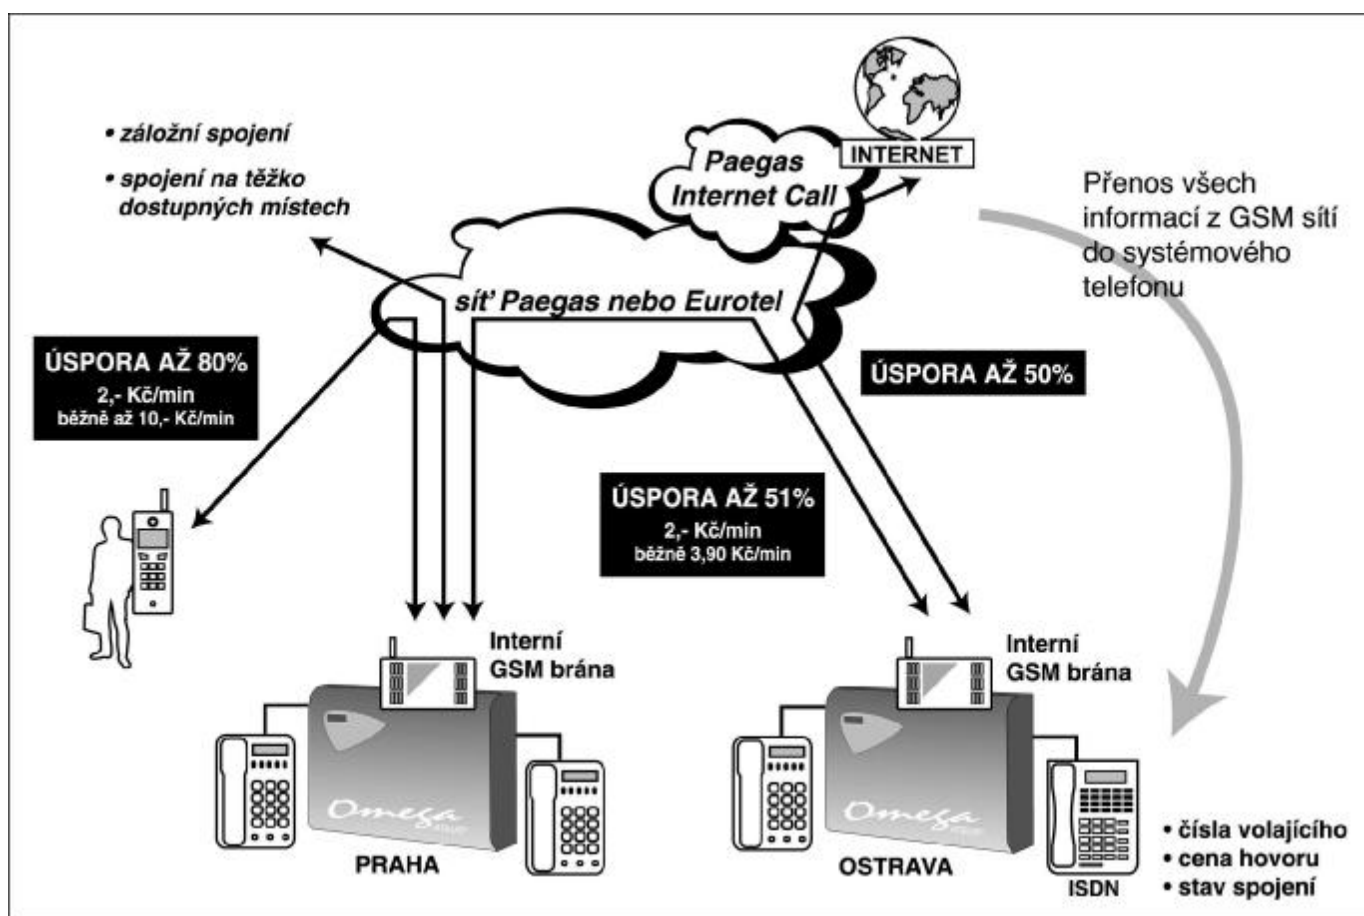 • záložní spojení
• spojení na těžko
dostupných místech
Paegas
Internet Call
INTERNET
Přenos všech
informací z GSM sítí
do systémového
telefonu
síť Paegas nebo Eurotel
ÚSPORA AŽ 80%
2,- Kč/min
běžně až 10,- Kč/min
ÚSPORA AŽ 50%
ÚSPORA AŽ 51%
2,- Kč/min
běžně 3,90 Kč/min
Interní
GSM brána
Interní
GSM brána
Omega
Omega
PRAHA
OSTRAVA
ISDN
• čísla volajícího
• cena hovoru
• stav spojení